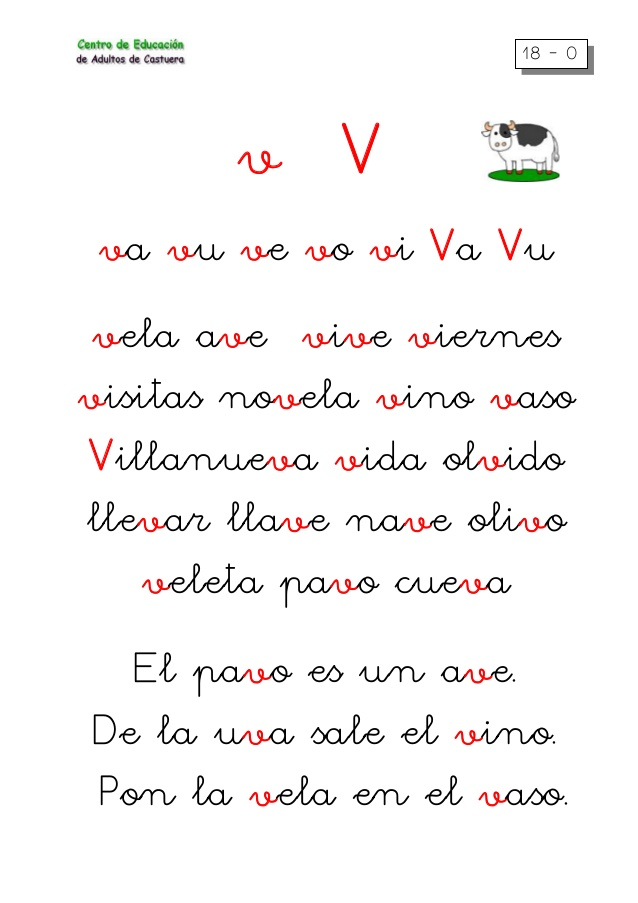 Centro de Educación
de Adultos de Castuera
18 - 0
v V
va vu ve vo vi Va Vu
vela ave vive viernes
visitas novela vino vaso
Villanueva vida olvido
llevar llave nave olivo
veleta pavo cueva
El pavo es un ave.
De la uva sale el vino.
Pon la vela en el vaso.